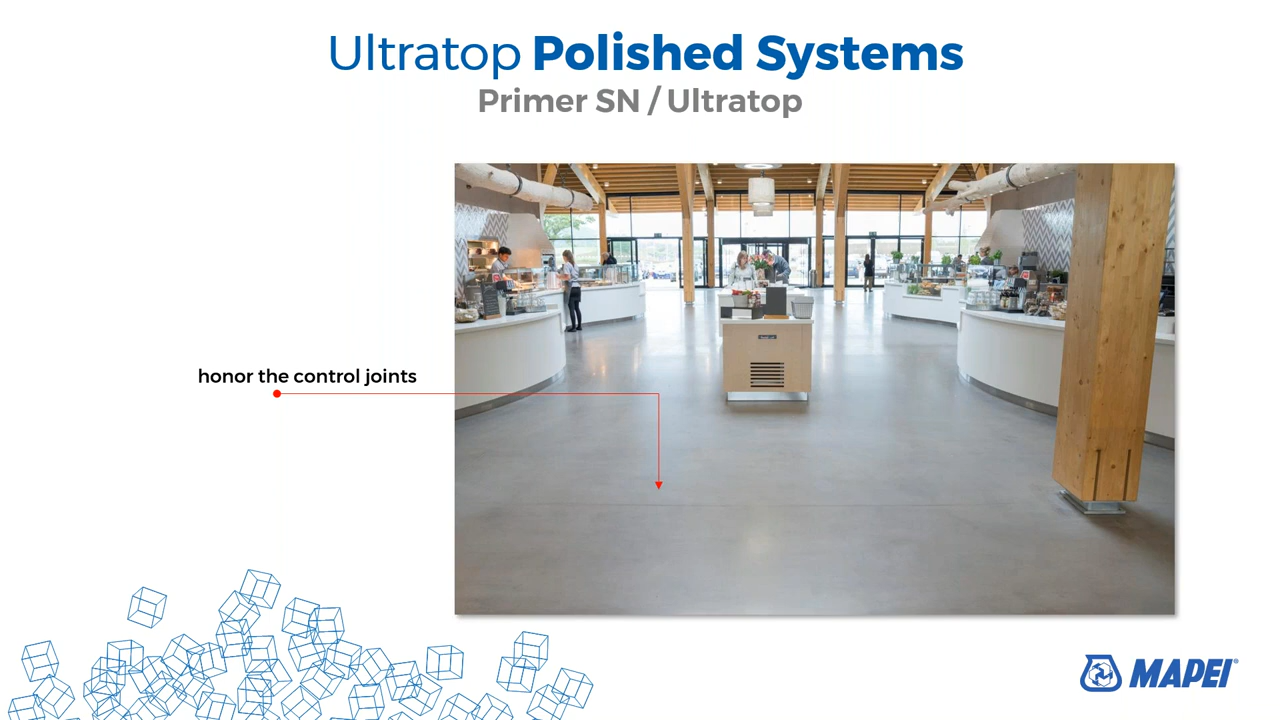 Ultratop Polished Systems
Primer SN / Ultratop
honor the control joints
MAPEI®